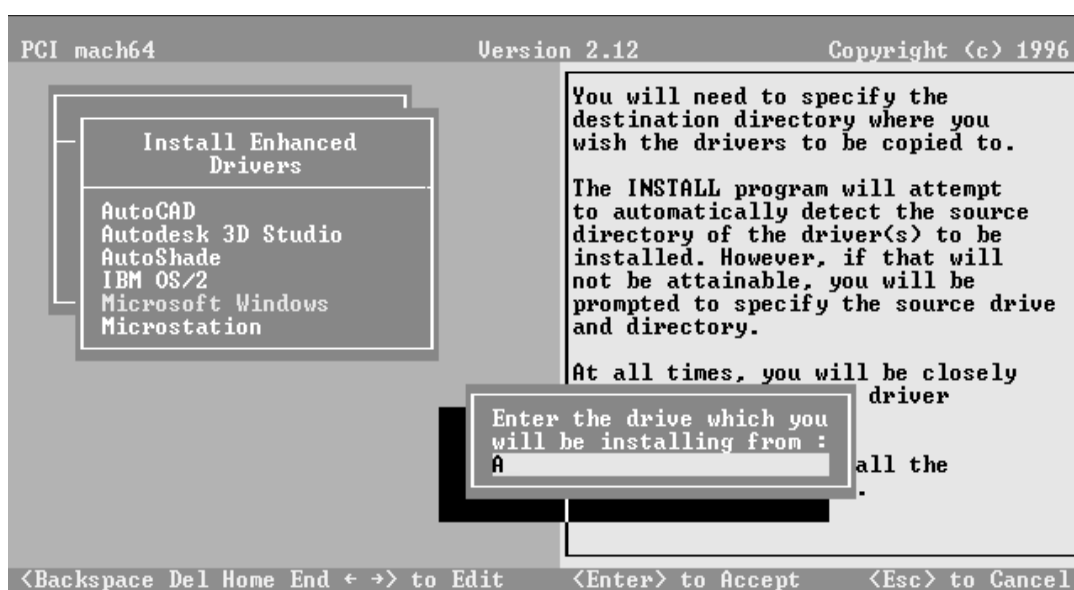 PCI mach64 Version 2.12 Copyright (c) 1996
Install Enhanced
Drivers
AutoCAD
Autodesk 3D Studio
AutoShade
IBM OS/2
Microsoft Windows
Microstation
You will need to specify the
destination directory where you
wish the drivers to be copied to.
The INSTALL program will attempt
to automatically detect the source
directory of the driver(s) to be
installed. However, if that will
not be attainable, you will be
prompted to specify the source drive
and directory.
At all times, you will be closely
driver
all the
.
Enter the drive which you
will be installing from :
A
<Backspace Del Home End ← →> to Edit <Enter> to Accept <Esc> to Cancel